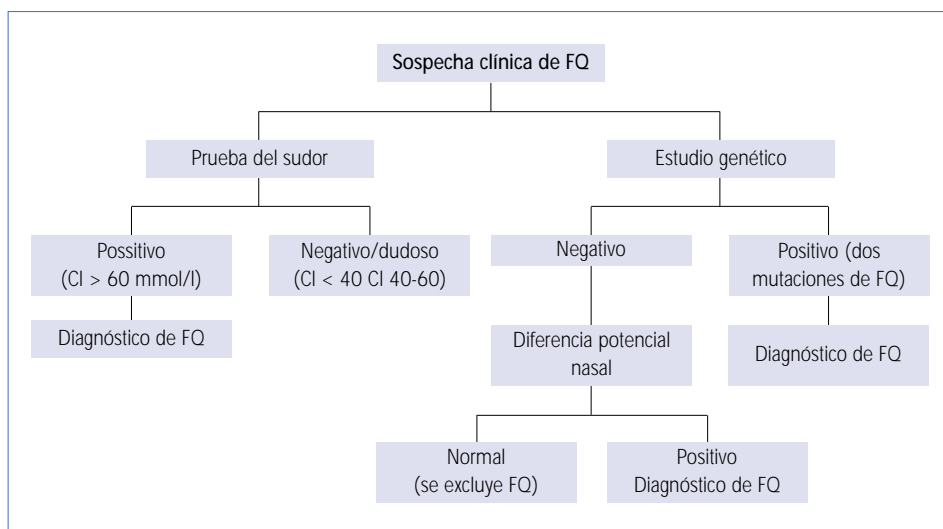 Sospecha clínica de FQ
Prueba del sudor
Estudio genético
Possitivo
(Cl > 60 mmol/l)
Negativo/dudoso
(Cl < 40 Cl 40-60)
Negativo
Positivo (dos
mutaciones de FQ)
Diagnóstico de FQ
Diferencia potencial
nasal
Diagnóstico de FQ
Normal
(se excluye FQ)
Positivo
Diagnóstico de FQ